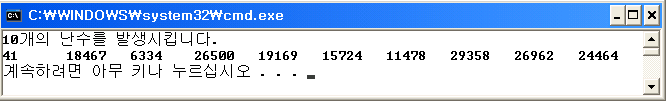 C:￦WINDOWS￦system32￦cmd.exe
10개의 난수를 발생시킵니다.
41 18467 6334 26500 19169 15724 11478 29358 26962 24464
계속하려면 아무 키나 누르십시오 . . .